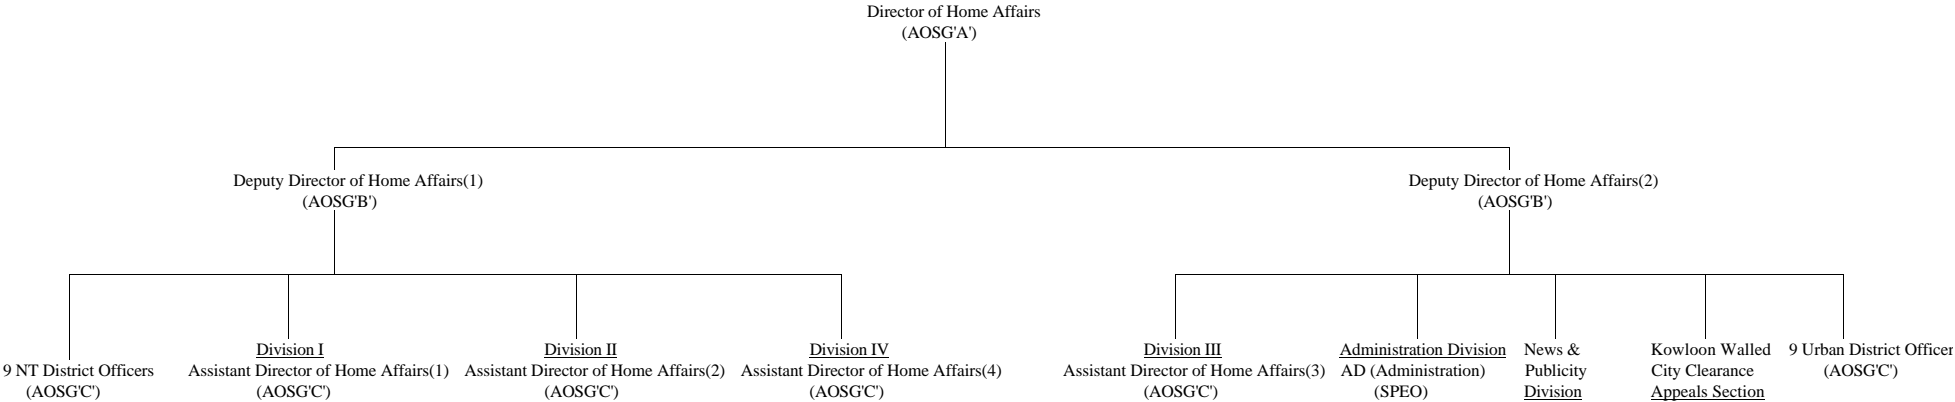 Director of Home Affairs
(AOSG'A')
Deputy Director of Home Affairs(1)
(AOSG'B')
Deputy Director of Home Affairs(2)
(AOSG'B')
9 NT District Officers
(AOSG'C')
Division I
Assistant Director of Home Affairs(1)
(AOSG'C')
Division II
Assistant Director of Home Affairs(2)
(AOSG'C')
Division IV
Assistant Director of Home Affairs(4)
(AOSG'C')
Division III
Assistant Director of Home Affairs(3)
(AOSG'C')
Administration Division
AD (Administration)
(SPEO)
News &
Publicity
Division
Kowloon Walled
City Clearance
Appeals Section
9 Urban District Officer
(AOSG'C')